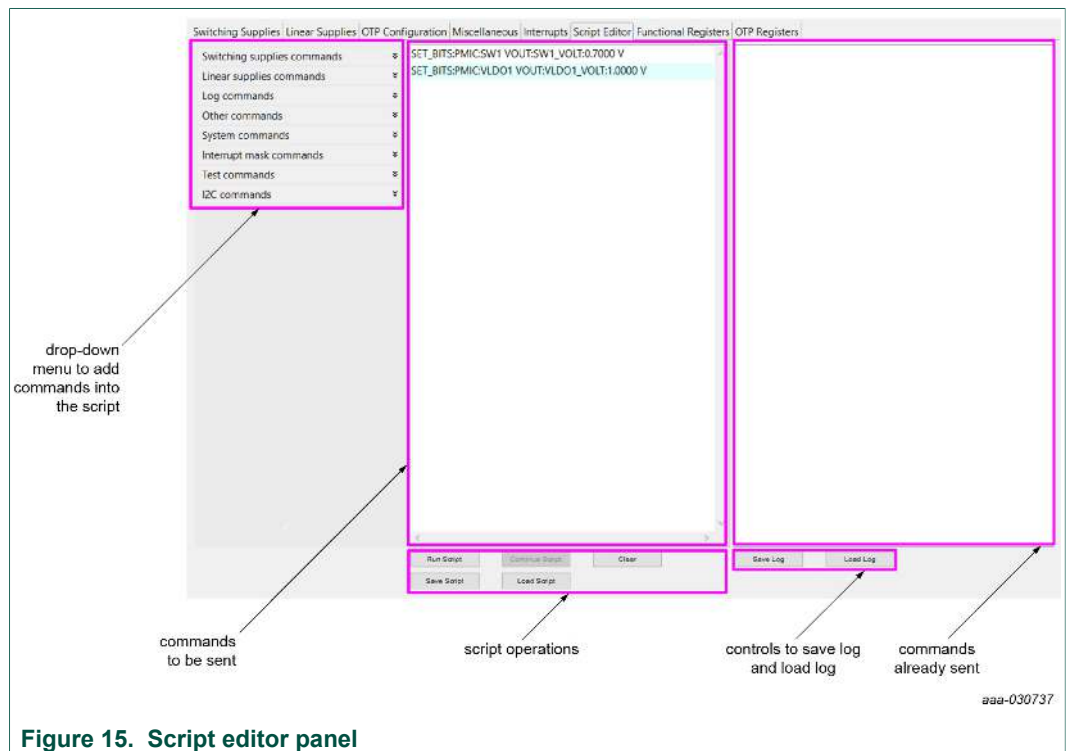 Switching Supplies Linear Supplies OTP Configuration Miscellaneous Interrupts Script Editor Functional Registers OTP Registers
Switching supplies commands
Linear supplies commands
Log commands
Other commands
System commands
Interrupt mask commands
Test commands
I2C commands
SET_BITS:PMIC:SW1 VOUT:SW1_VOLT:0.7000 V
SET_BITS:PMIC:VLDO1 VOUT:VLDO1_VOLT:1.0000 V
drop-down
menu to add
commands into
the script
Run Script Continue Script Clear
Save Script Load Script
Save Log Load Log
commands
to be sent
script operations
controls to save log
and load log
commands
already sent
aaa-030737
Figure 15. Script editor panel